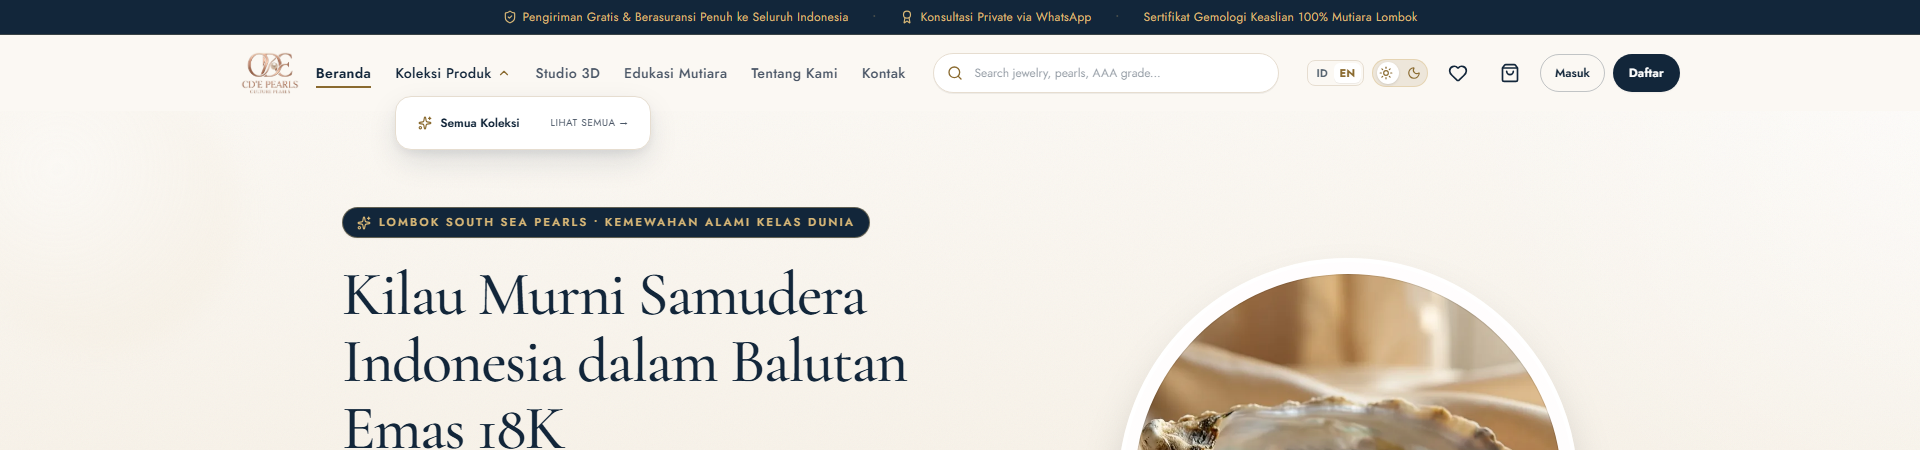 Pengiriman Gratis & Berasuransi Penuh ke Seluruh Indonesia · Konsultasi Private via WhatsApp · Sertifikat Gemologi Keaslian 100% Mutiara Lombok
CD'E PEARLS
CULTURE PEARLS
Beranda Koleksi Produk Studio 3D Edukasi Mutiara Tentang Kami Kontak Search jewelry, pearls, AAA grade... ID EN Masuk Daftar
Semua Koleksi LIHAT SEMUA →
LOMBOK SOUTH SEA PEARLS · KEMEWAHAN ALAMI KELAS DUNIA
Kilau Murni Samudera
Indonesia dalam Balutan
Emas 18K